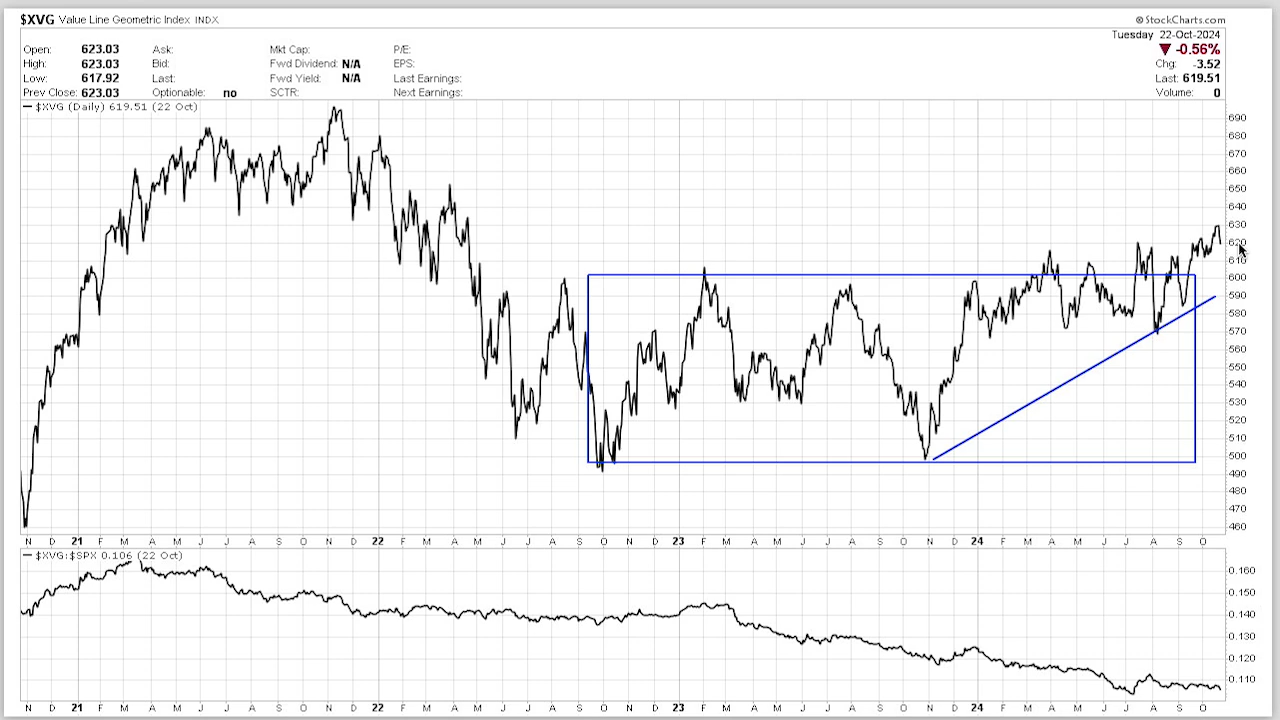 $XVG Value Line Geometric Index INDX
© StockCharts.com
Tuesday 22-Oct-2024
Open: 623.03 Ask: Mkt Cap: P/E: ▼ -0.56%
High: 623.03 Bid: Fwd Dividend: N/A EPS: Chg: -3.52
Low: 617.92 Last: Fwd Yield: N/A Last Earnings: Last: 619.51
Prev Close: 623.03 Optionable: no SCTR: Next Earnings: Volume: 0
— $XVG (Daily) 619.51 (22 Oct)
690
680
670
660
650
640
630
620
610
600
590
580
570
560
550
540
530
520
510
500
490
480
470
460
N D 21 F M A M J J A S O N D 22 F M A M J J A S O N D 23 F M A M J J A S O N D 24 F M A M J J A S O
— $XVG:$SPX 0.106 (22 Oct)
0.160
0.150
0.140
0.130
0.120
0.110
N D 21 F M A M J J A S O N D 22 F M A M J J A S O N D 23 F M A M J J A S O N D 24 F M A M J J A S O